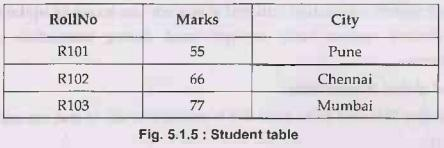 RollNo Marks City
R101 55 Pune
R102 66 Chennai
R103 77 Mumbai
Fig. 5.1.5 : Student table